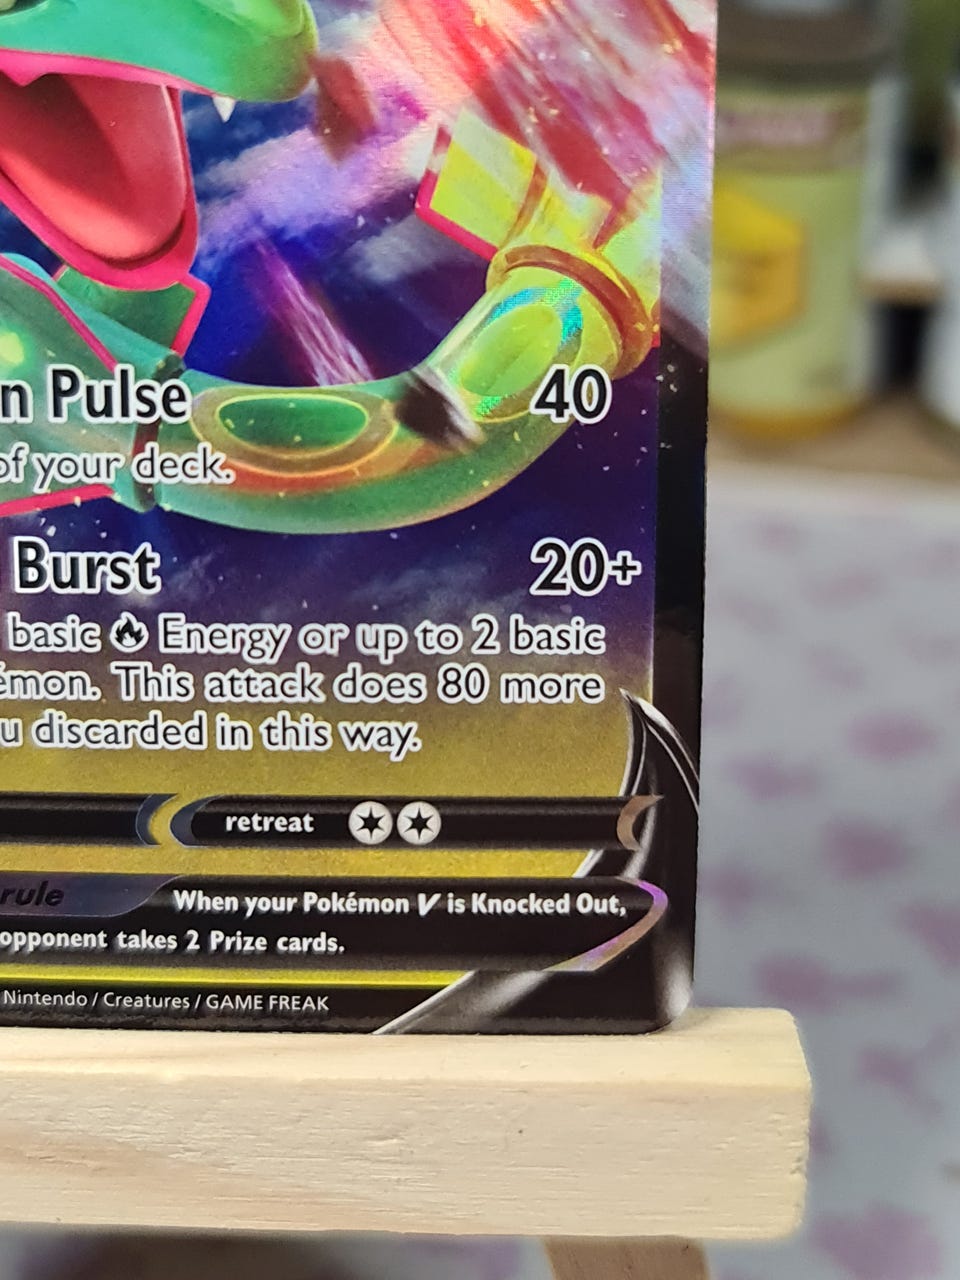 n Pulse 40
of your deck.
Burst 20+
basic Energy or up to 2 basic
émon. This attack does 80 more
u discarded in this way.
retreat
rule When your Pokémon V is Knocked Out,
opponent takes 2 Prize cards.
Nintendo / Creatures / GAME FREAK